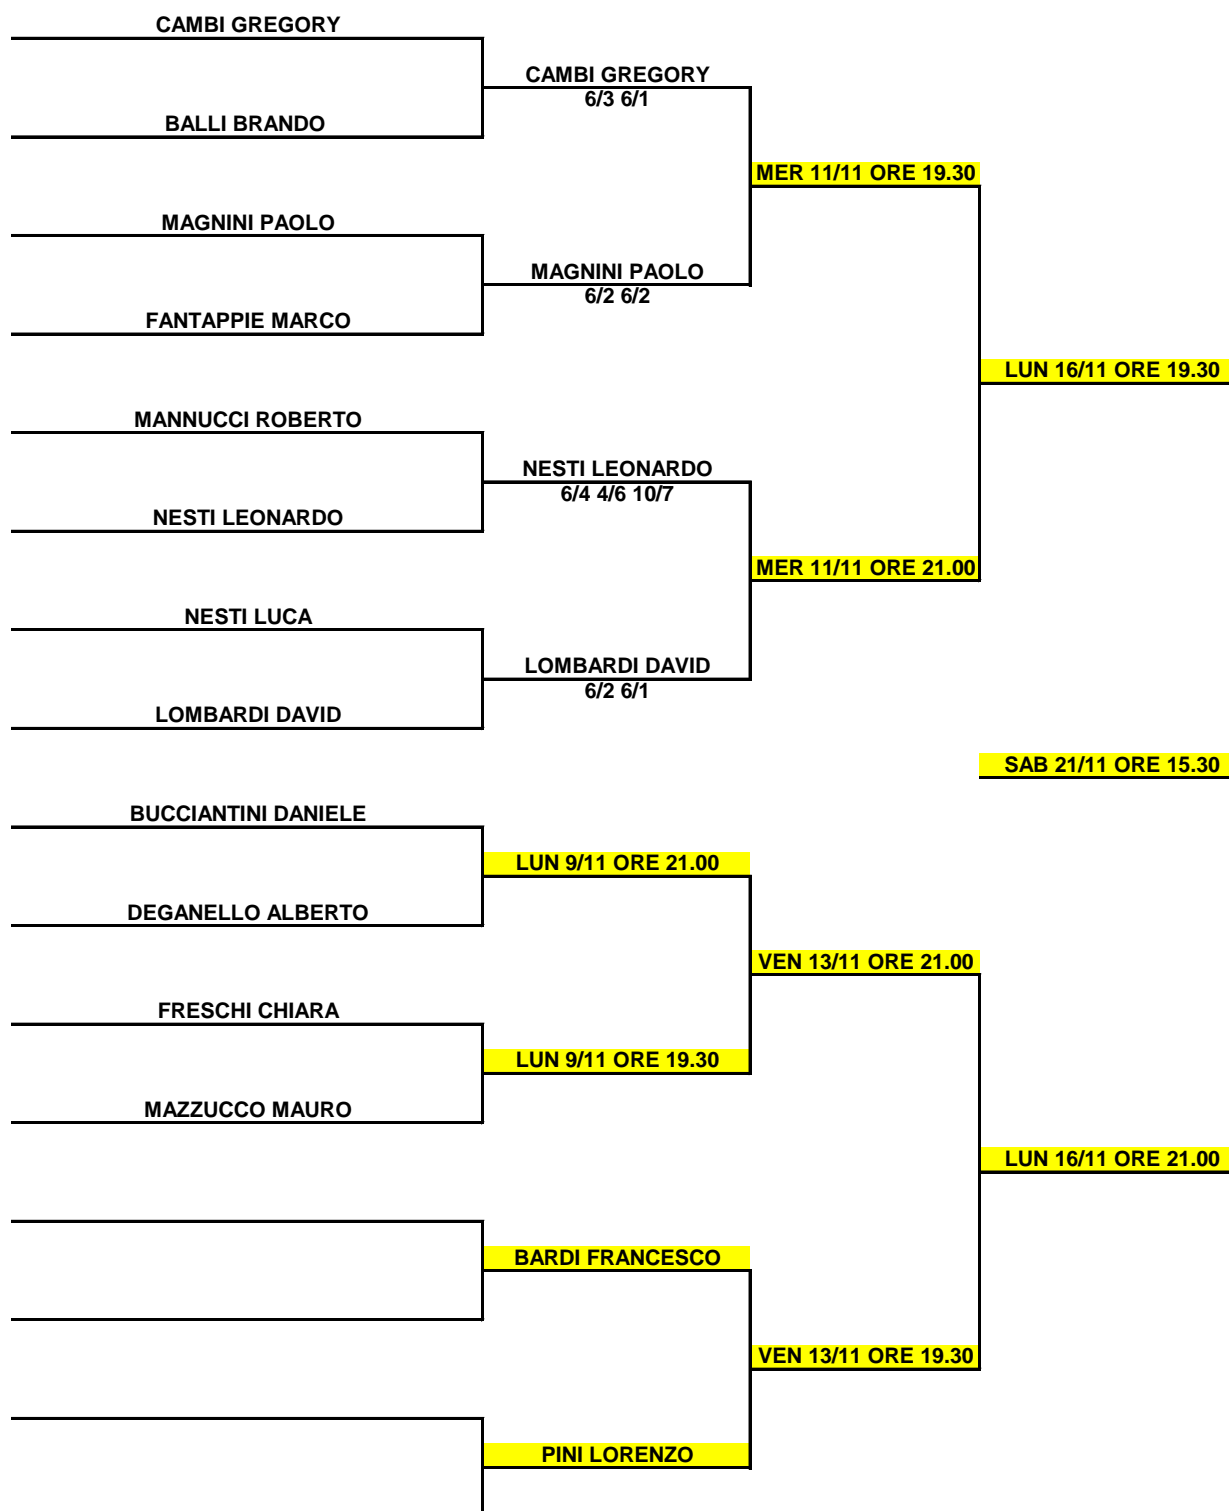 CAMBI GREGORY
CAMBI GREGORY
6/3 6/1
BALLI BRANDO
MER 11/11 ORE 19.30
MAGNINI PAOLO
MAGNINI PAOLO
6/2 6/2
FANTAPPIE MARCO
LUN 16/11 ORE 19.30
MANNUCCI ROBERTO
NESTI LEONARDO
6/4 4/6 10/7
NESTI LEONARDO
MER 11/11 ORE 21.00
NESTI LUCA
LOMBARDI DAVID
6/2 6/1
LOMBARDI DAVID
SAB 21/11 ORE 15.30
BUCCIANTINI DANIELE
LUN 9/11 ORE 21.00
DEGANELLO ALBERTO
VEN 13/11 ORE 21.00
FRESCHI CHIARA
LUN 9/11 ORE 19.30
MAZZUCCO MAURO
LUN 16/11 ORE 21.00
BARDI FRANCESCO
VEN 13/11 ORE 19.30
PINI LORENZO